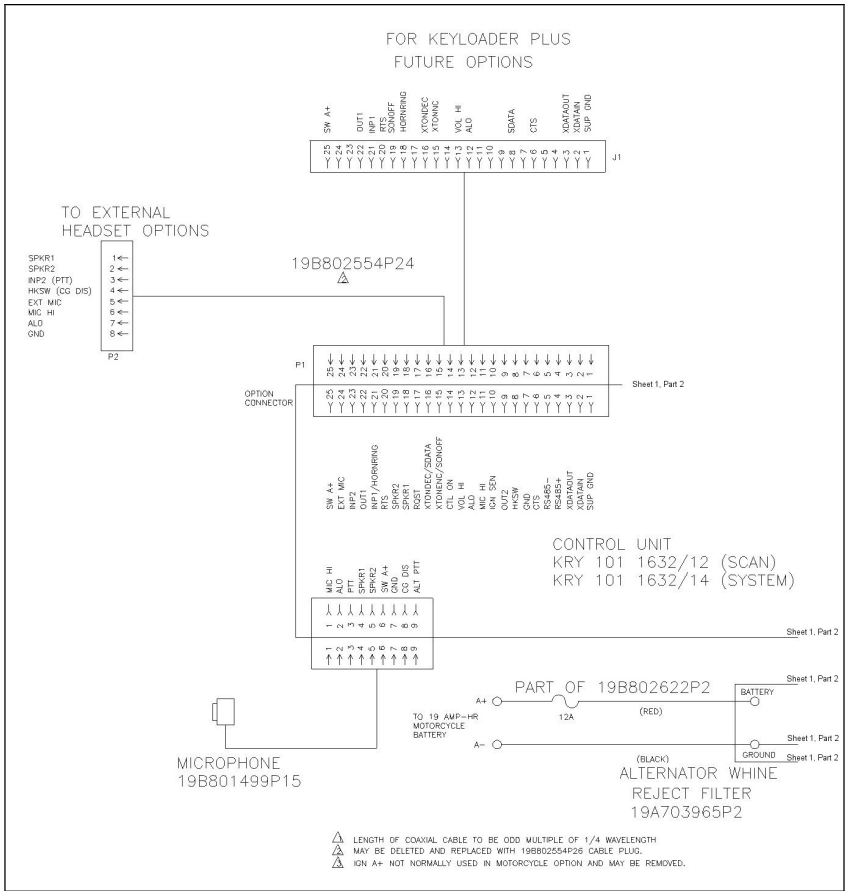 FOR KEYLOADER PLUS
FUTURE OPTIONS
SW A+
OUT1
INP1
RTS
SONOFF
HORNRING
XTONDEC
XTONNC
VOL HI
ALO
SDATA
CTS
XDATAOUT
XDATAIN
SUP GND
25 24 23 22 21 20 19 18 17 16 15 14 13 12 11 10 9 8 7 6 5 4 3 2 1
J1
TO EXTERNAL
HEADSET OPTIONS
SPKR1 1
SPKR2 2
INP2 (PTT) 3
HKSW (CG DIS) 4
EXT MIC 5
MIC HI 6
ALO 7
GND 8
P2
19B802554P24
2
P1
25 24 23 22 21 20 19 18 17 16 15 14 13 12 11 10 9 8 7 6 5 4 3 2 1
Sheet 1, Part 2
OPTION
CONNECTOR
25 24 23 22 21 20 19 18 17 16 15 14 13 12 11 10 9 8 7 6 5 4 3 2 1
SW A+
EXT MIC
INP2
OUT1
INP1/HORNRING
RTS
SPKR2
SPKR1
RQST
XTONDEC/SDATA
XTONENC/SONOFF
CTL ON
VOL HI
ALO
MIC HI
IGN SEN
OUT2
HKSW
GND
CTS
RS485-
RS485+
XDATAOUT
XDATAIN
SUP GND
CONTROL UNIT
KRY 101 1632/12 (SCAN)
KRY 101 1632/14 (SYSTEM)
MIC HI
ALO
PTT
SPKR1
SPKR2
SW A+
GND
CG DIS
ALT PTT
1 2 3 4 5 6 7 8 9
1 2 3 4 5 6 7 8 9
Sheet 1, Part 2
Sheet 1, Part 2
PART OF 19B802622P2
BATTERY
A+
12A
(RED)
TO 19 AMP-HR
MOTORCYCLE
BATTERY
A-
Sheet 1, Part 2
(BLACK)
GROUND
Sheet 1, Part 2
ALTERNATOR WHINE
REJECT FILTER
19A703965P2
MICROPHONE
19B801499P15
1 LENGTH OF COAXIAL CABLE TO BE ODD MULTIPLE OF 1/4 WAVELENGTH
2 MAY BE DELETED AND REPLACED WITH 19B802554P26 CABLE PLUG.
3 IGN A+ NOT NORMALLY USED IN MOTORCYCLE OPTION AND MAY BE REMOVED.